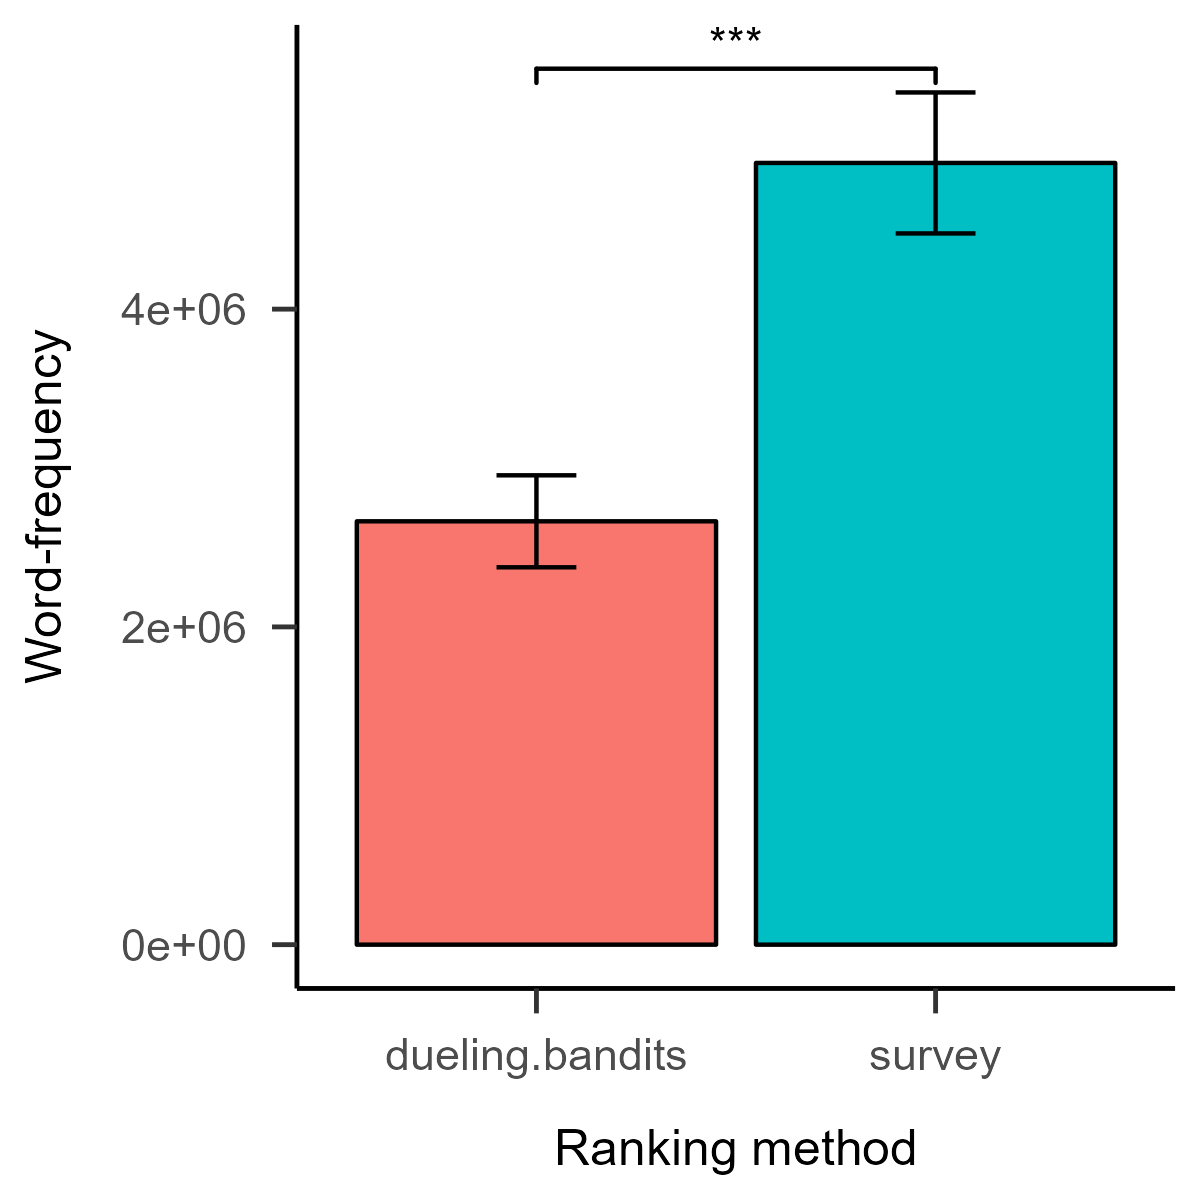 ***
Word-frequency
4e+06
2e+06
0e+00
dueling.bandits
survey
Ranking method